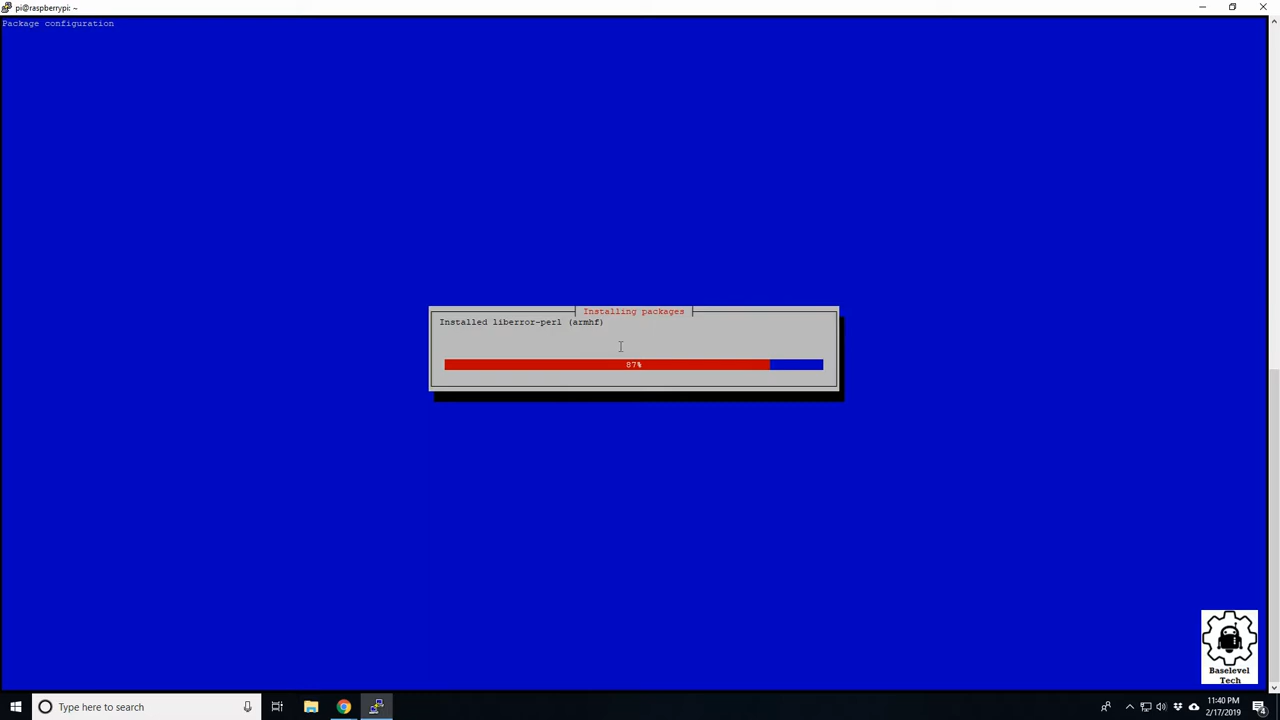 pi@raspberrypi: ~
Package configuration
Installing packages
Installed liberror-perl (armhf)
87%
Baselevel
Tech
Type here to search
11:40 PM
2/17/2019
4